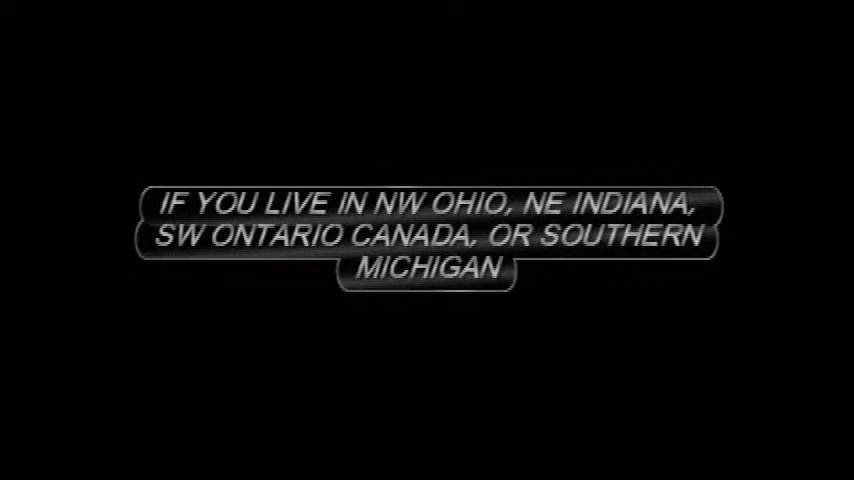 IF YOU LIVE IN NW OHIO, NE INDIANA,
SW ONTARIO CANADA, OR SOUTHERN
MICHIGAN